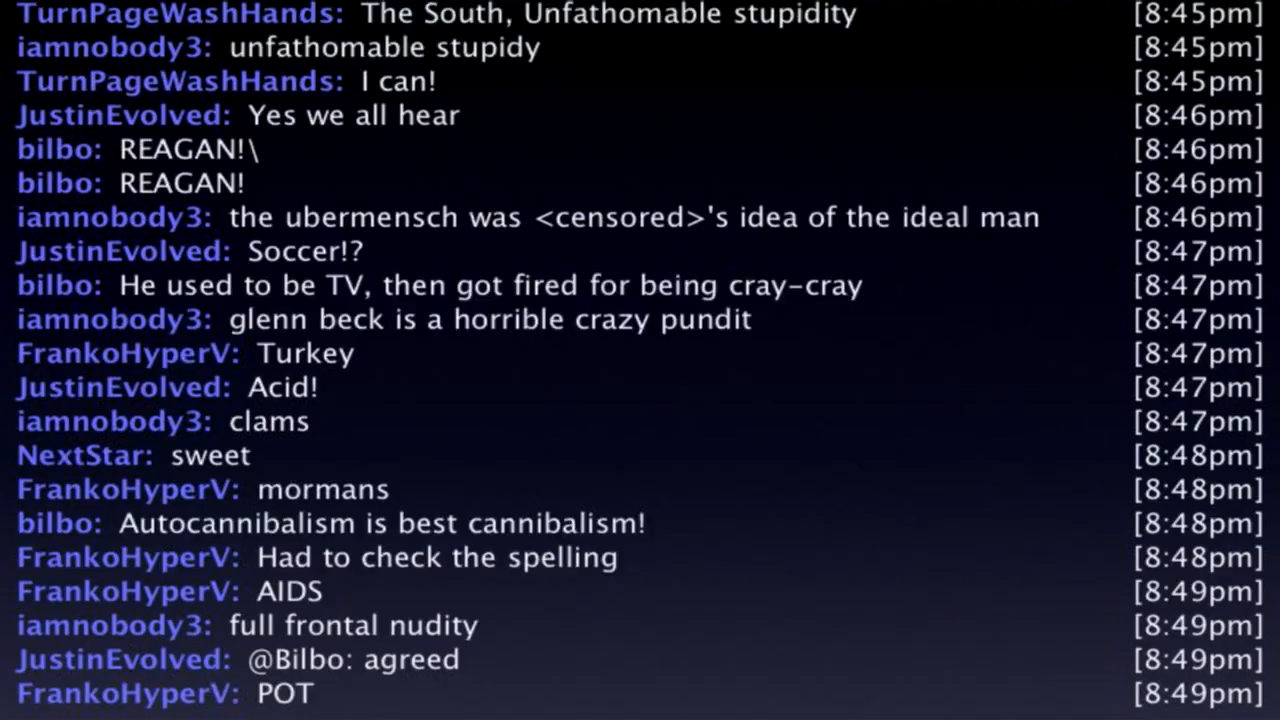 TurnPageWashHands: The South, Unfathomable stupidity [8:45pm]
iamnobody3: unfathomable stupidy [8:45pm]
TurnPageWashHands: I can! [8:45pm]
JustinEvolved: Yes we all hear [8:46pm]
bilbo: REAGAN!\ [8:46pm]
bilbo: REAGAN! [8:46pm]
iamnobody3: the ubermensch was <censored>'s idea of the ideal man [8:46pm]
JustinEvolved: Soccer!? [8:47pm]
bilbo: He used to be TV, then got fired for being cray-cray [8:47pm]
iamnobody3: glenn beck is a horrible crazy pundit [8:47pm]
FrankoHyperV: Turkey [8:47pm]
JustinEvolved: Acid! [8:47pm]
iamnobody3: clams [8:47pm]
NextStar: sweet [8:48pm]
FrankoHyperV: mormans [8:48pm]
bilbo: Autocannibalism is best cannibalism! [8:48pm]
FrankoHyperV: Had to check the spelling [8:48pm]
FrankoHyperV: AIDS [8:49pm]
iamnobody3: full frontal nudity [8:49pm]
JustinEvolved: @Bilbo: agreed [8:49pm]
FrankoHyperV: POT [8:49pm]